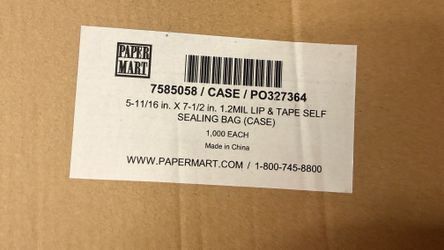 PAPER
MART
7585058 / CASE / PO327364
5-11/16 in. X 7-1/2 in. 1.2MIL LIP & TAPE SELF
SEALING BAG (CASE)
1,000 EACH
Made in China
WWW.PAPERMART.COM / 1-800-745-8800